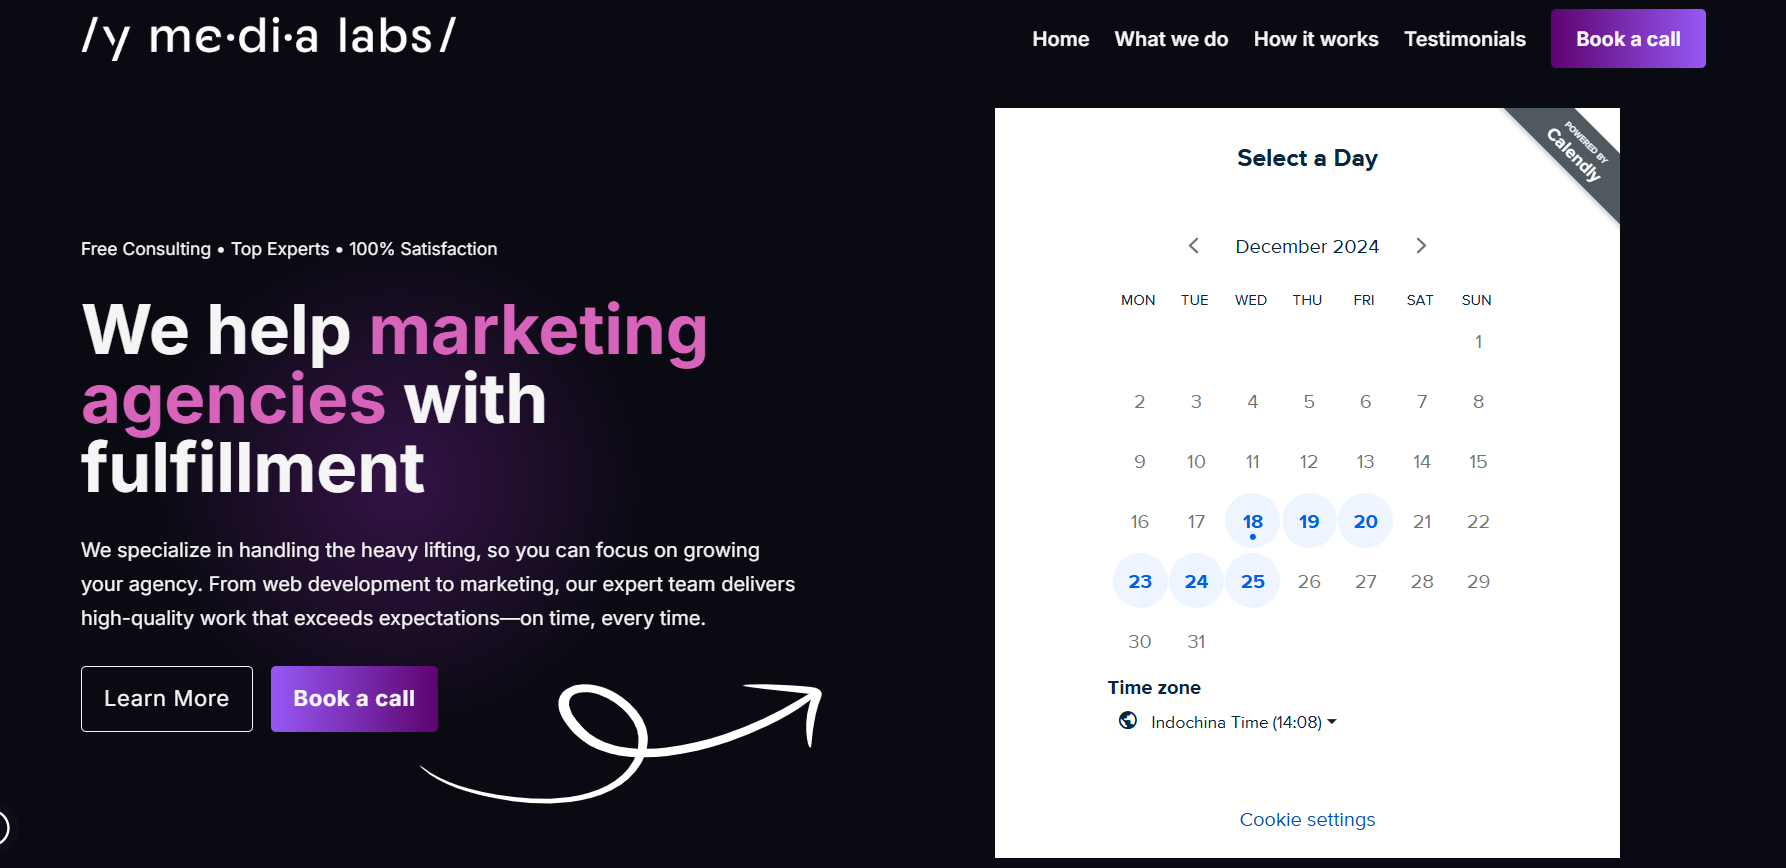 /y me·di·a labs/
Home What we do How it works Testimonials Book a call
POWERED BY
Calendly
Select a Day
Free Consulting • Top Experts • 100% Satisfaction
We help marketing
agencies with
fulfillment
We specialize in handling the heavy lifting, so you can focus on growing
your agency. From web development to marketing, our expert team delivers
high-quality work that exceeds expectations—on time, every time.
Learn More Book a call
December 2024
MON TUE WED THU FRI SAT SUN
1
2 3 4 5 6 7 8
9 10 11 12 13 14 15
16 17 18 19 20 21 22
23 24 25 26 27 28 29
30 31
Time zone
Indochina Time (14:08)
Cookie settings